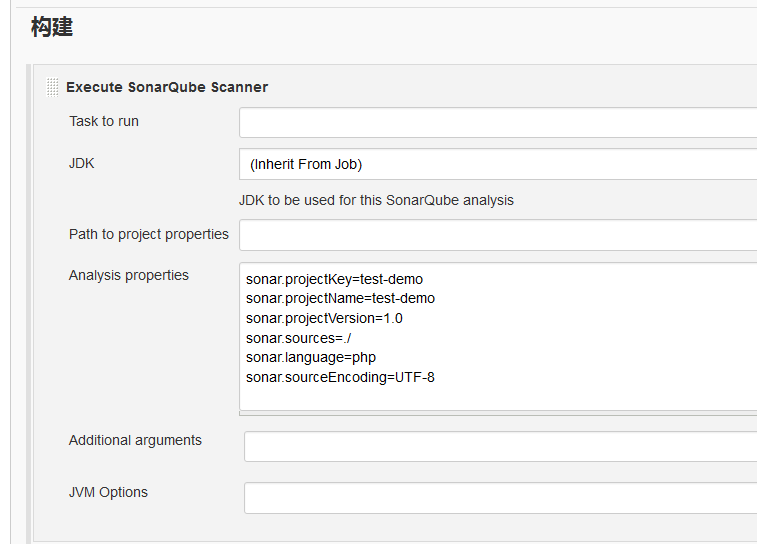 构建
Execute SonarQube Scanner
Task to run
JDK
(Inherit From Job)
JDK to be used for this SonarQube analysis
Path to project properties
Analysis properties
sonar.projectKey=test-demo
sonar.projectName=test-demo
sonar.projectVersion=1.0
sonar.sources=./
sonar.language=php
sonar.sourceEncoding=UTF-8
Additional arguments
JVM Options